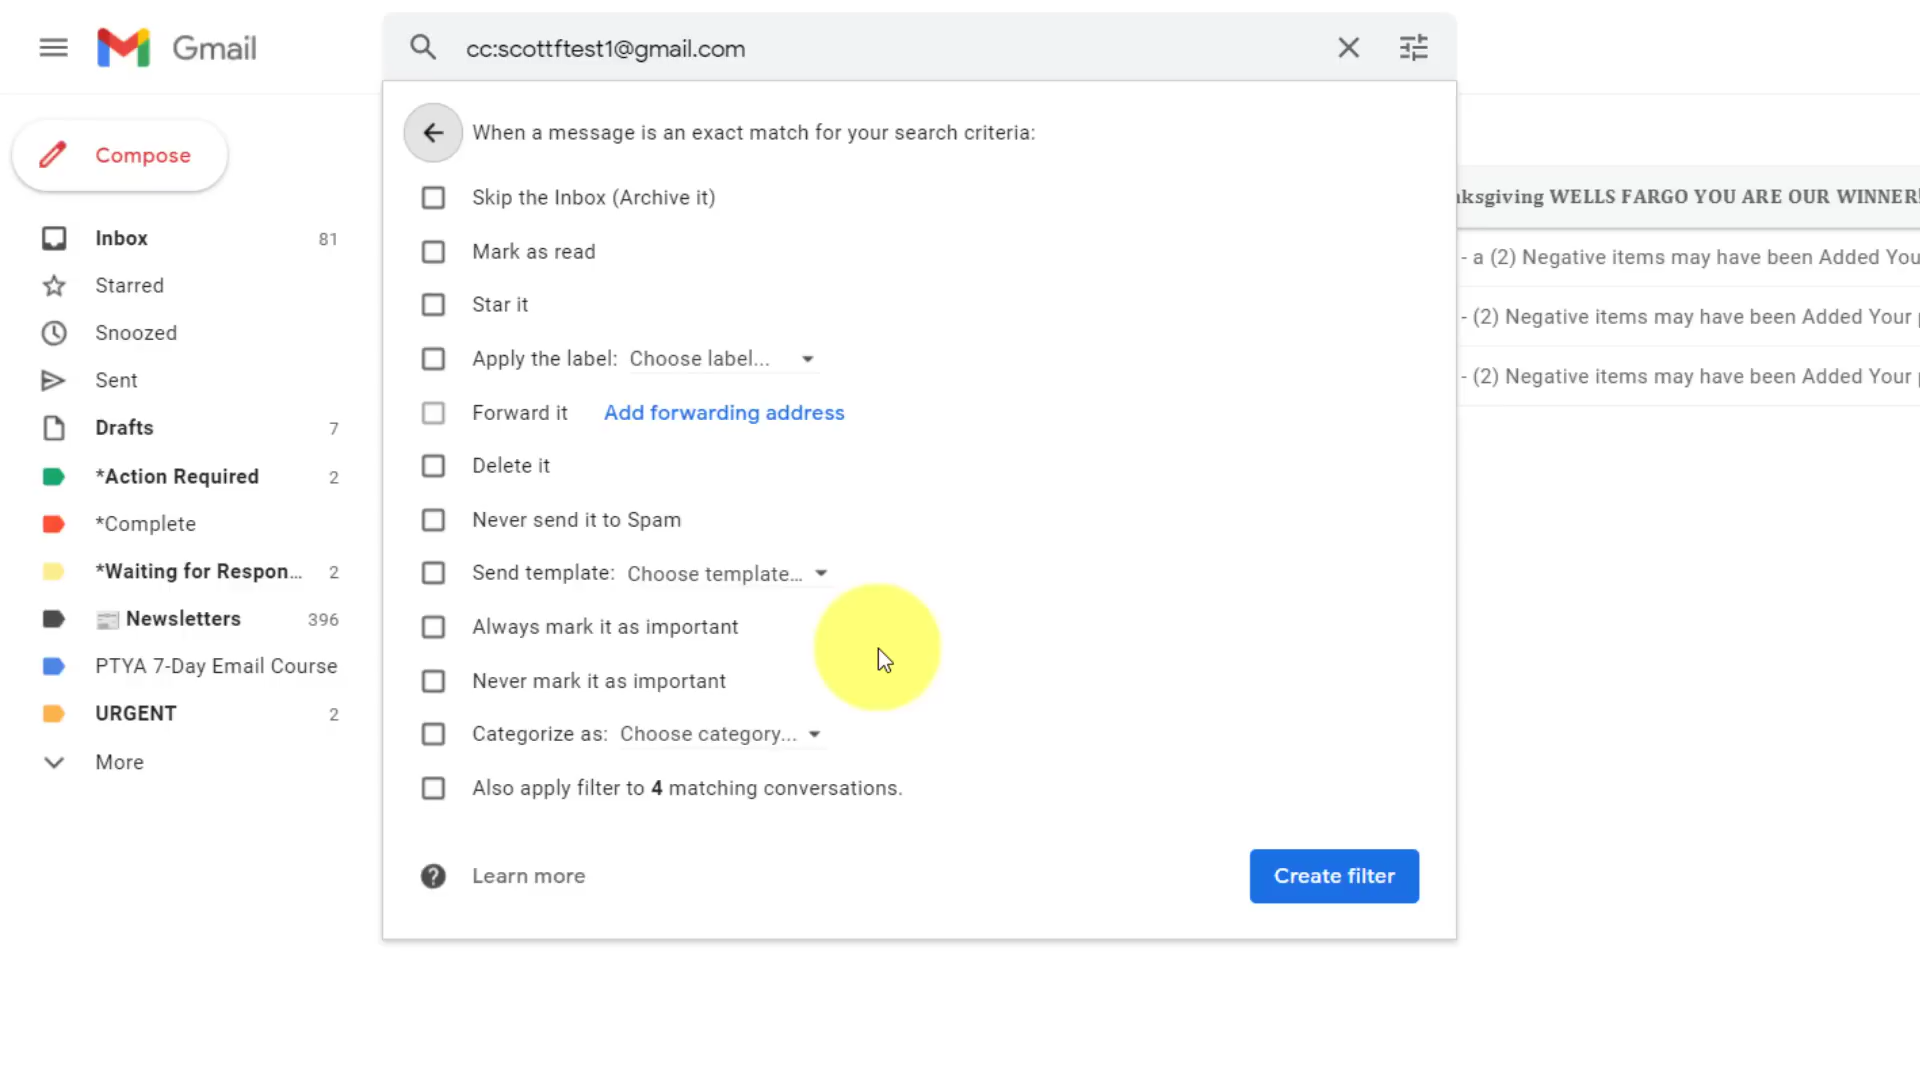 Gmail
cc:scottftest1@gmail.com
Compose
Inbox 81
Starred
Snoozed
Sent
Drafts 7
*Action Required 2
*Complete
*Waiting for Respon... 2
Newsletters 396
PTYA 7-Day Email Course
URGENT 2
More
When a message is an exact match for your search criteria:
Skip the Inbox (Archive it)
Mark as read
Star it
Apply the label: Choose label...
Forward it Add forwarding address
Delete it
Never send it to Spam
Send template: Choose template...
Always mark it as important
Never mark it as important
Categorize as: Choose category...
Also apply filter to 4 matching conversations.
Learn more
Create filter
nksgiving WELLS FARGO YOU ARE OUR WINNER!
- a (2) Negative items may have been Added You
- (2) Negative items may have been Added Your p
- (2) Negative items may have been Added Your p